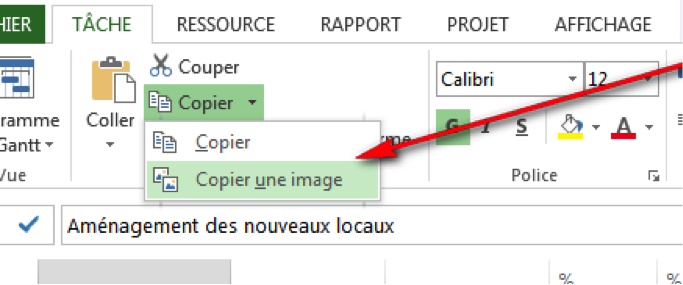 HIER TÂCHE RESSOURCE RAPPORT PROJET AFFICHAGE
Couper
Calibri 12
Copier
ramme
Gantt
Coller
Copier
G I S A
Copier une image
Vue
Police
Aménagement des nouveaux locaux
% %